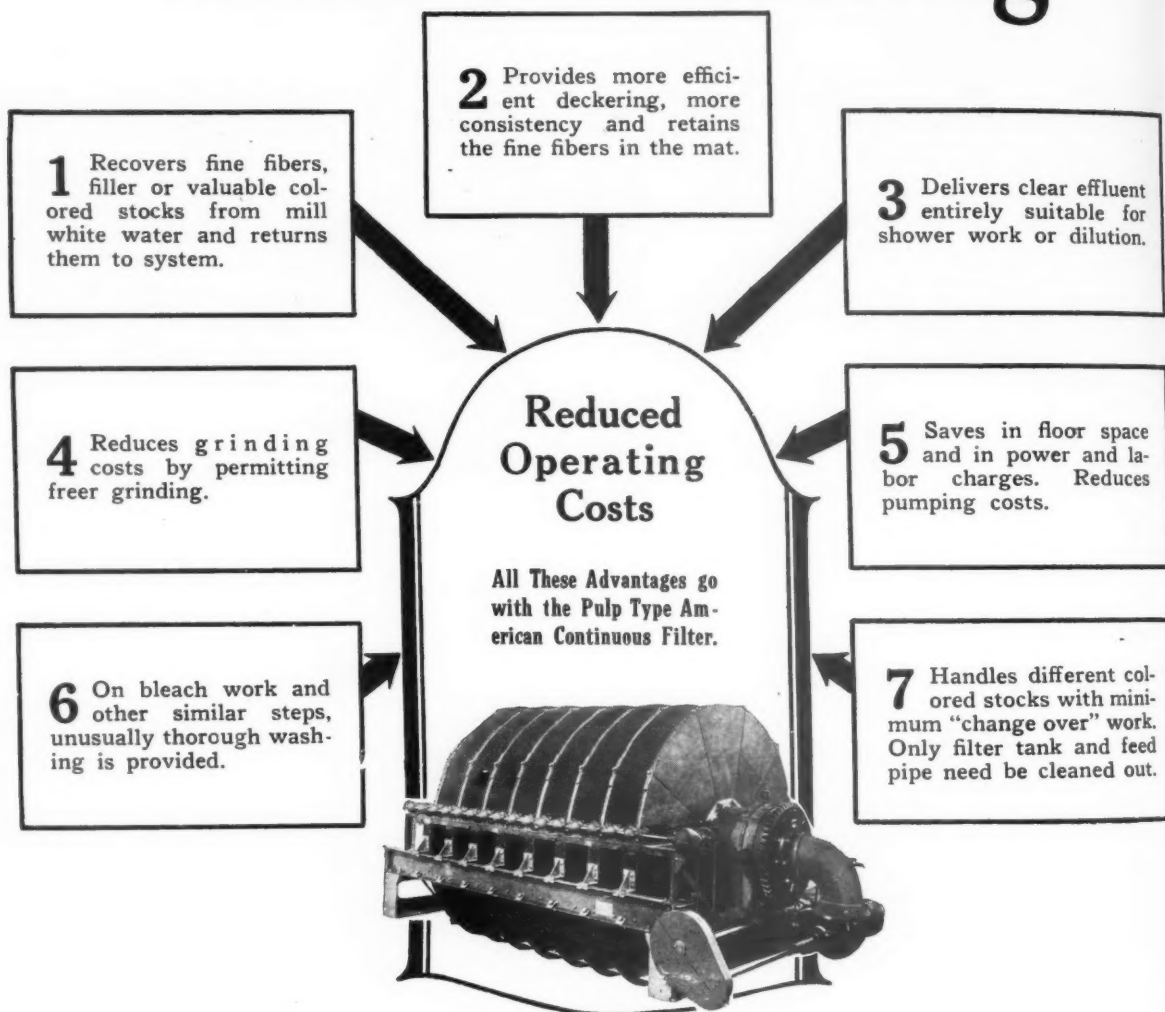 1 Recovers fine fibers,
filler or valuable col-
ored stocks from mill
white water and returns
them to system.
2 Provides more effici-
ent deckering, more
consistency and retains
the fine fibers in the mat.
3 Delivers clear effluent
entirely suitable for
shower work or dilution.
4 Reduces grinding
costs by permitting
freer grinding.
Reduced
Operating
Costs
All These Advantages go
with the Pulp Type Am-
erican Continuous Filter.
5 Saves in floor space
and in power and la-
bor charges. Reduces
pumping costs.
6 On bleach work and
other similar steps,
unusually thorough wash-
ing is provided.
7 Handles different col-
ored stocks with mini-
mum "change over" work.
Only filter tank and feed
pipe need be cleaned out.